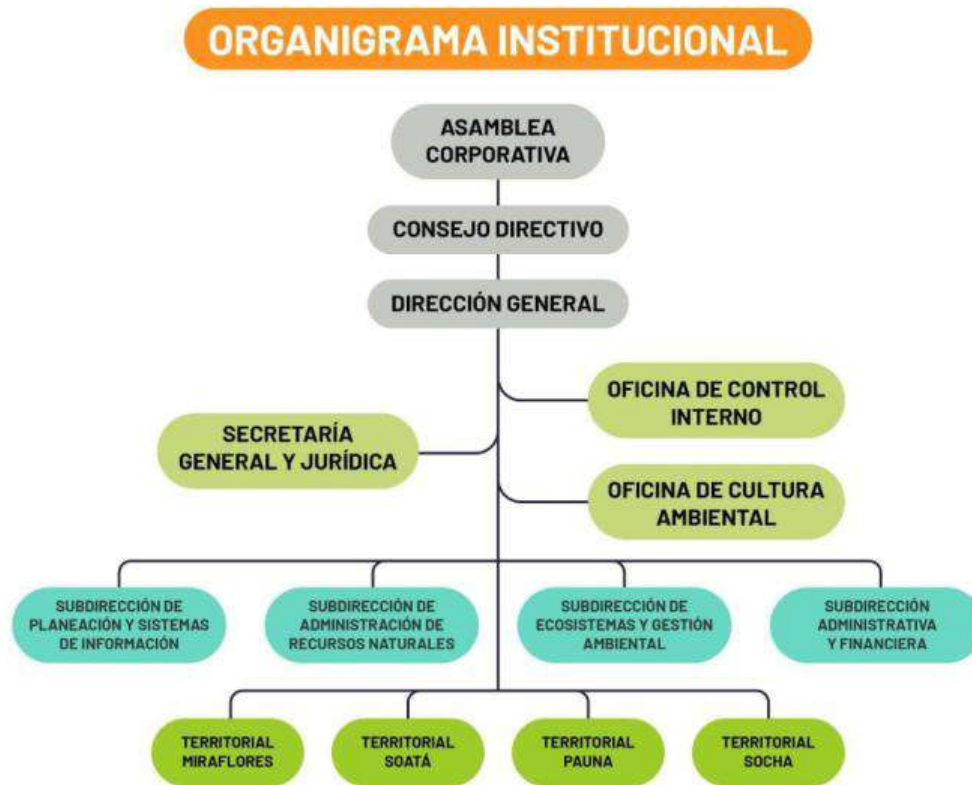 ORGANIGRAMA INSTITUCIONAL
ASAMBLEA
CORPORATIVA
CONSEJO DIRECTIVO
DIRECCIÓN GENERAL
OFICINA DE CONTROL
INTERNO
SECRETARÍA
GENERAL Y JURÍDICA
OFICINA DE CULTURA
AMBIENTAL
SUBDIRECCIÓN DE
PLANEACIÓN Y SISTEMAS
DE INFORMACIÓN
SUBDIRECCIÓN DE
ADMINISTRACIÓN DE
RECURSOS NATURALES
SUBDIRECCIÓN DE
ECOSISTEMAS Y GESTIÓN
AMBIENTAL
SUBDIRECCIÓN
ADMINISTRATIVA
Y FINANCIERA
TERRITORIAL
MIRAFLORES
TERRITORIAL
SOATÁ
TERRITORIAL
PAUNA
TERRITORIAL
SOCHA